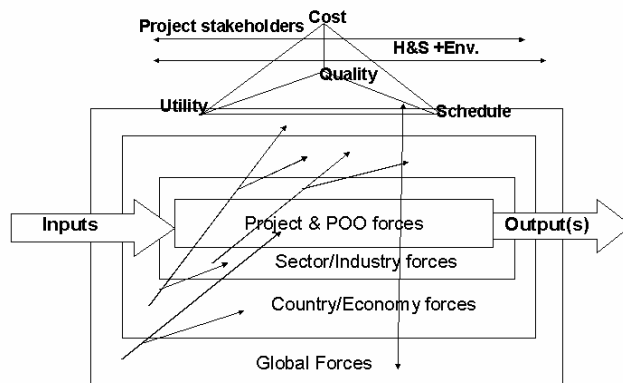 Cost
Project stakeholders
H&S +Env.
Quality
Utility
Schedule
Inputs
Project & POO forces
Output(s)
Sector/Industry forces
Country/Economy forces
Global Forces